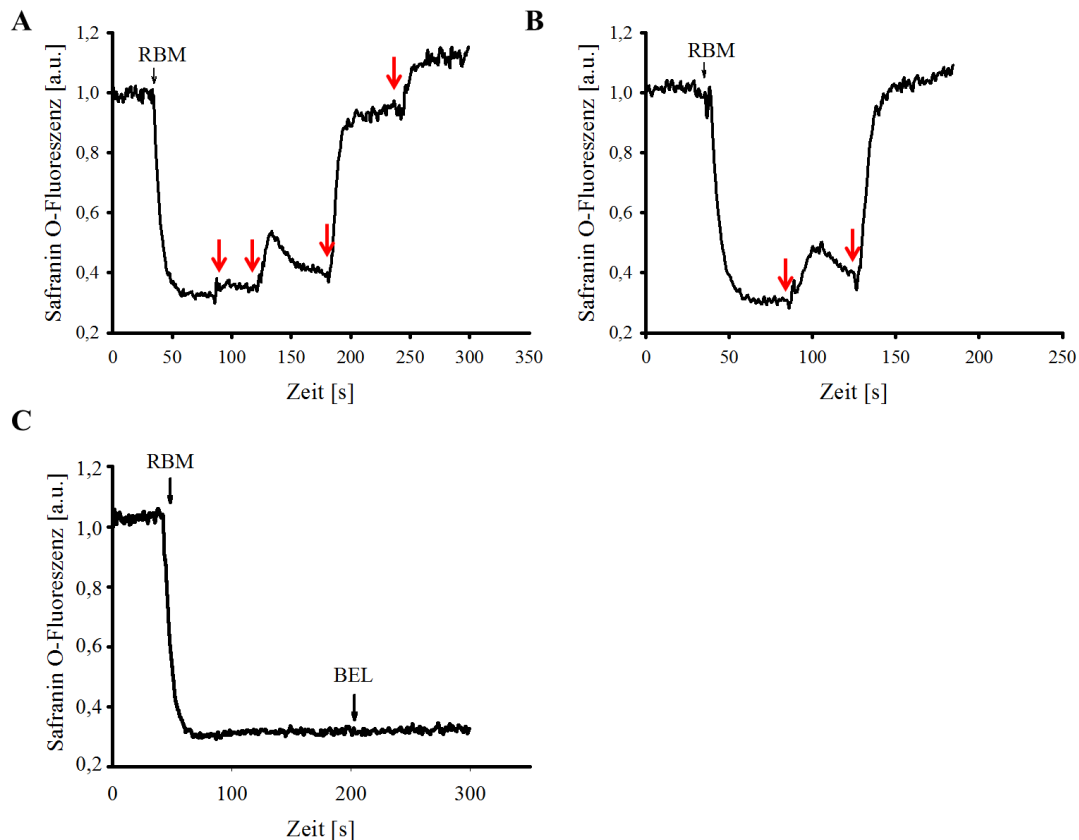 A
Safranin O-Fluoreszenz [a.u.]
1,2
1,0
0,8
0,6
0,4
0,2
RBM
0 50 100 150 200 250 300 350
Zeit [s]
B
Safranin O-Fluoreszenz [a.u.]
1,2
1,0
0,8
0,6
0,4
0,2
RBM
0 50 100 150 200 250
Zeit [s]
C
Safranin O-Fluoreszenz [a.u.]
1,2
1,0
0,8
0,6
0,4
0,2
RBM
BEL
0 100 200 300
Zeit [s]